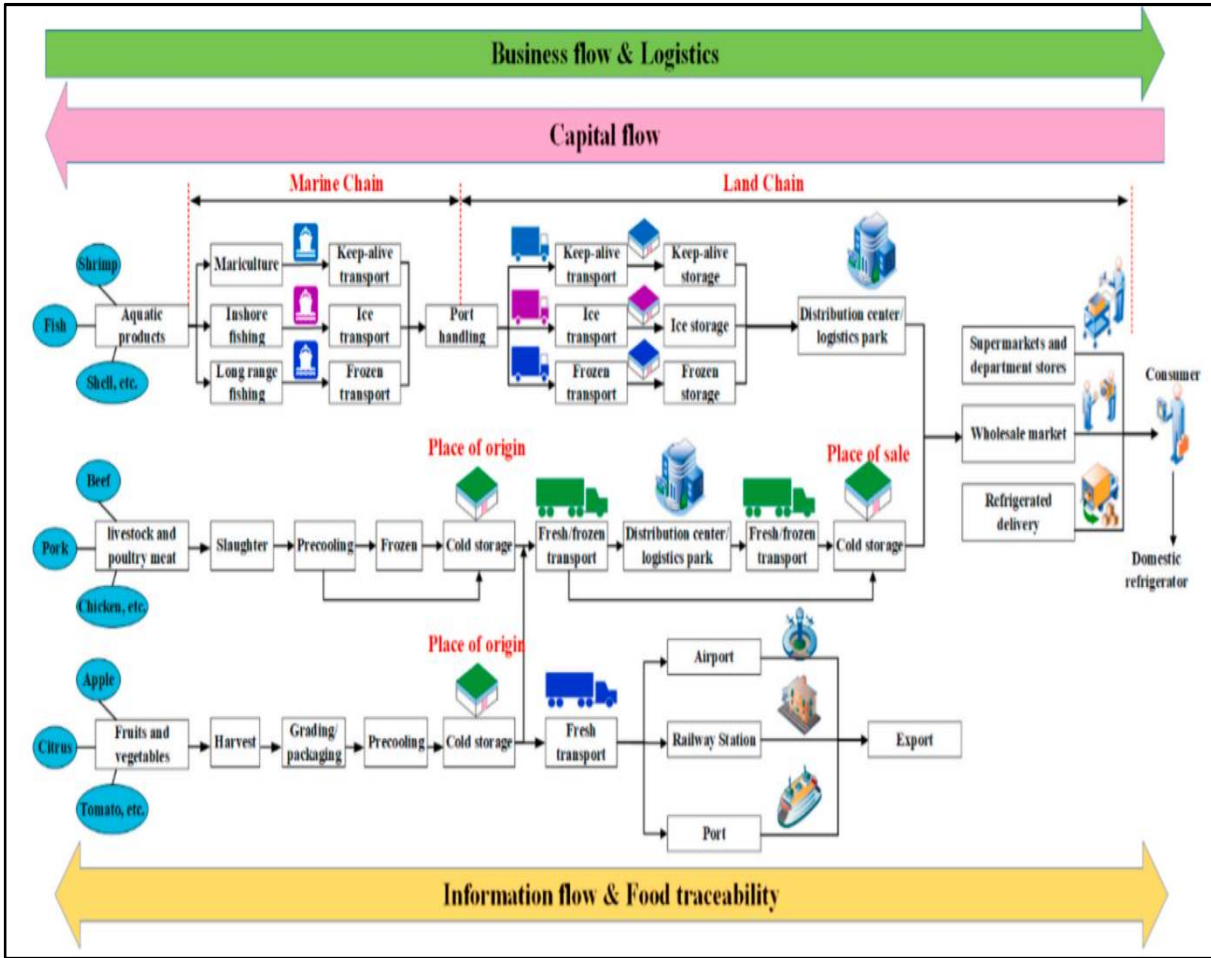 Business flow & Logistics
Capital flow
Marine Chain
Land Chain
Shrimp
Fish
Shell, etc.
Aquatic
products
Mariculture
Keep-alive
transport
Inshore
fishing
Ice
transport
Long range
fishing
Frozen
transport
Port
handling
Keep-alive
transport
Keep-alive
storage
Ice
transport
Ice storage
Frozen
transport
Frozen
storage
Distribution center/
logistics park
Supermarkets and
department stores
Wholesale market
Refrigerated
delivery
Consumer
Domestic
refrigerator
Place of origin
Place of sale
Beef
Pork
Chicken, etc.
livestock and
poultry meat
Slaughter
Precooling
Frozen
Cold storage
Fresh/frozen
transport
Distribution center/
logistics park
Fresh/frozen
transport
Cold storage
Place of origin
Apple
Citrus
Tomato, etc.
Fruits and
vegetables
Harvest
Grading/
packaging
Precooling
Cold storage
Fresh
transport
Airport
Railway Station
Port
Export
Information flow & Food traceability